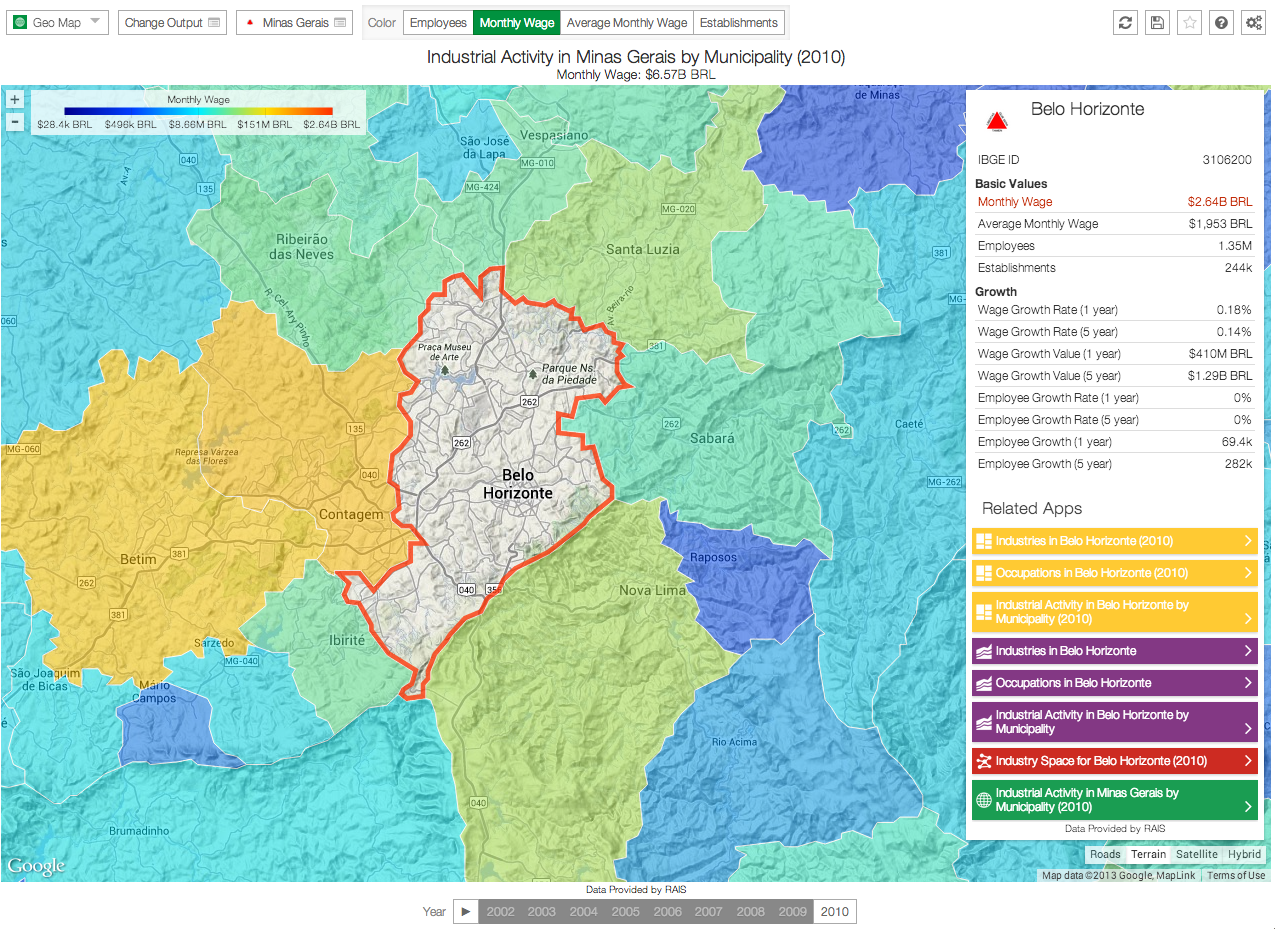 Geo Map
Change Output
Minas Gerais
Color
Employees
Monthly Wage
Average Monthly Wage
Establishments
Industrial Activity in Minas Gerais by Municipality (2010)
Monthly Wage: $6.57B BRL
+
-
Monthly Wage
$28.4k BRL $496k BRL $8.66M BRL $151M BRL $2.64B BRL
de Minas
São José
da Lapa
Vespasiano
MG-010
040
Av-A
135
MG-424
MG-020
Ribeirão
das Neves
Santa Luzia
381
MG-
R. Cel-Ary Pinho
Av. Beira-rio
060
Praça Museu
de Arte
381
Parque Ns
da Piedade
262
135
262
262
262
Caeté
Sabará
MG-060
Represa Várzea
das Flores
040
Belo
Horizonte
MG-262
Contagem
Betim
381
Raposos
262
040
356
Nova Lima
381
Sarzedo
Ibirité
MG-040
São Joaquim
de Bicas
Mário
Campos
é
Rio Acima
040
Brumadinho
Google
Belo Horizonte
IBGE ID 3106200
Basic Values
Monthly Wage $2.64B BRL
Average Monthly Wage $1,953 BRL
Employees 1.35M
Establishments 244k
Growth
Wage Growth Rate (1 year) 0.18%
Wage Growth Rate (5 year) 0.14%
Wage Growth Value (1 year) $410M BRL
Wage Growth Value (5 year) $1.29B BRL
Employee Growth Rate (1 year) 0%
Employee Growth Rate (5 year) 0%
Employee Growth (1 year) 69.4k
Employee Growth (5 year) 282k
Related Apps
Industries in Belo Horizonte (2010)
Occupations in Belo Horizonte (2010)
Industrial Activity in Belo Horizonte by
Municipality (2010)
Industries in Belo Horizonte
Occupations in Belo Horizonte
Industrial Activity in Belo Horizonte by
Municipality
Industry Space for Belo Horizonte (2010)
Industrial Activity in Minas Gerais by
Municipality (2010)
Data Provided by RAIS
Roads Terrain Satellite Hybrid
Map data ©2013 Google, MapLink Terms of Use
Data Provided by RAIS
Year 2002 2003 2004 2005 2006 2007 2008 2009 2010